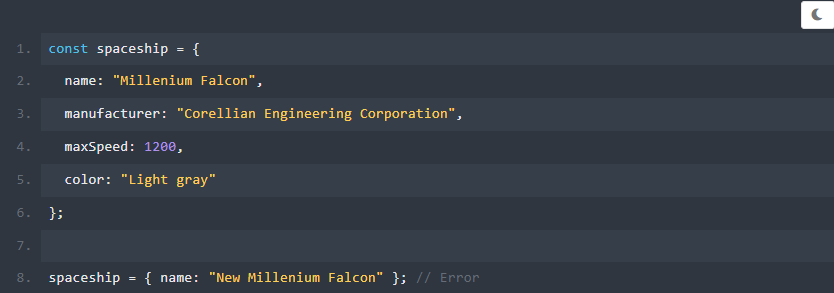 1. const spaceship = {
2. name: "Millenium Falcon",
3. manufacturer: "Corellian Engineering Corporation",
4. maxSpeed: 1200,
5. color: "Light gray"
6. };
7.
8. spaceship = { name: "New Millenium Falcon" }; // Error